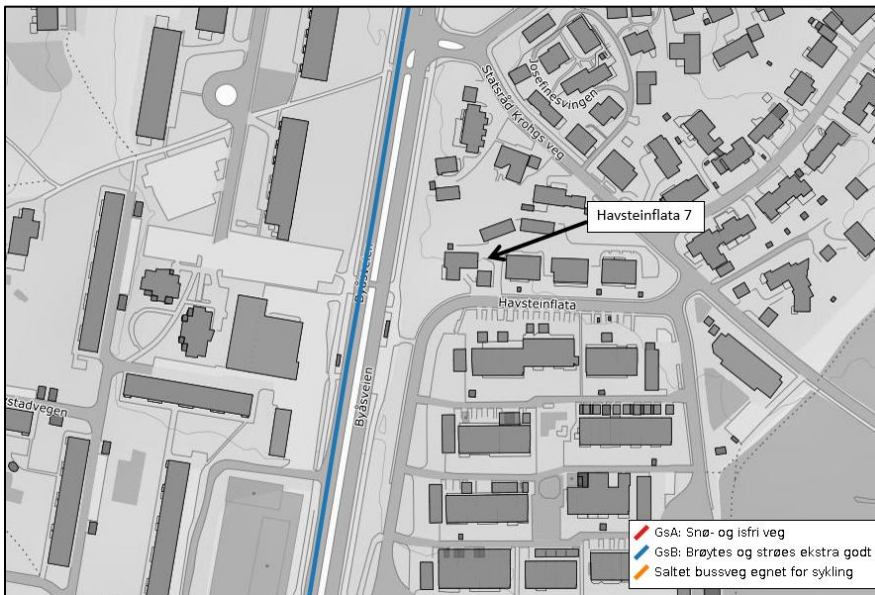 Josefinesvingen
Statsråd Krohgs veg
Havsteinflata 7
Byåsveien
Havsteinflata
Byåsveien
rstadvegen
GsA: Snø- og isfri veg
GsB: Brøytes og strøes ekstra godt
Saltet bussveg egnet for sykling